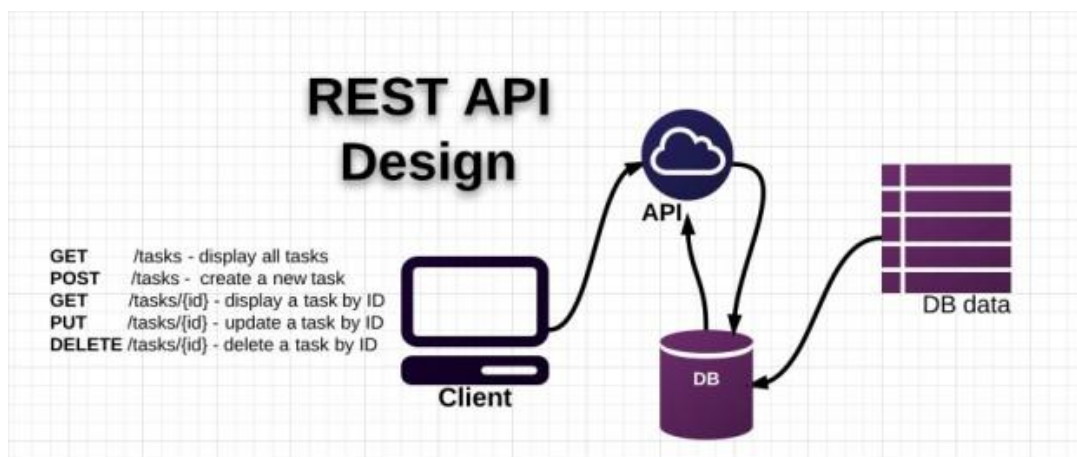 REST API
Design
GET /tasks - display all tasks
POST /tasks - create a new task
GET /tasks/{id} - display a task by ID
PUT /tasks/{id} - update a task by ID
DELETE /tasks/{id} - delete a task by ID
Client
API
DB
DB data